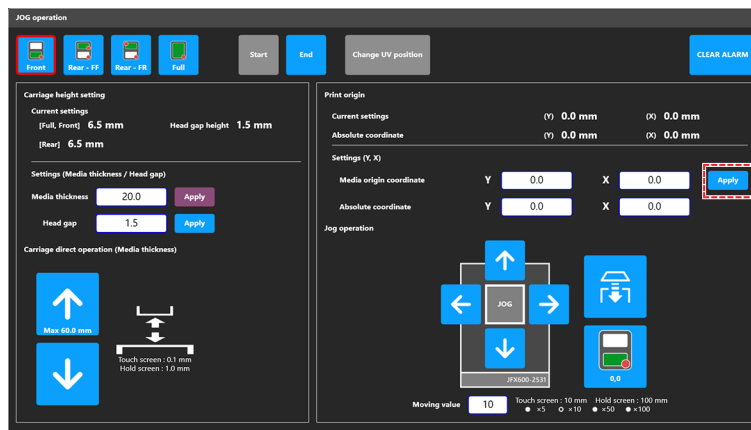 JOG operation
Front
Rear - FF
Rear - FR
Full
Start
End
Change UV position
CLEAR ALARM
Carriage height setting
Current settings
[Full, Front] 6.5 mm Head gap height 1.5 mm
[Rear] 6.5 mm
Settings (Media thickness / Head gap)
Media thickness 20.0 Apply
Head gap 1.5 Apply
Carriage direct operation (Media thickness)
Max 60.0 mm
Touch screen : 0.1 mm
Hold screen : 1.0 mm
Print origin
Current settings (Y) 0.0 mm (X) 0.0 mm
Absolute coordinate (Y) 0.0 mm (X) 0.0 mm
Settings (Y, X)
Media origin coordinate Y 0.0 X 0.0 Apply
Absolute coordinate Y 0.0 X 0.0
Jog operation
JOG
JFX600-2531
0,0
Moving value 10 Touch screen : 10 mm Hold screen : 100 mm
×5 ×10 ×50 ×100